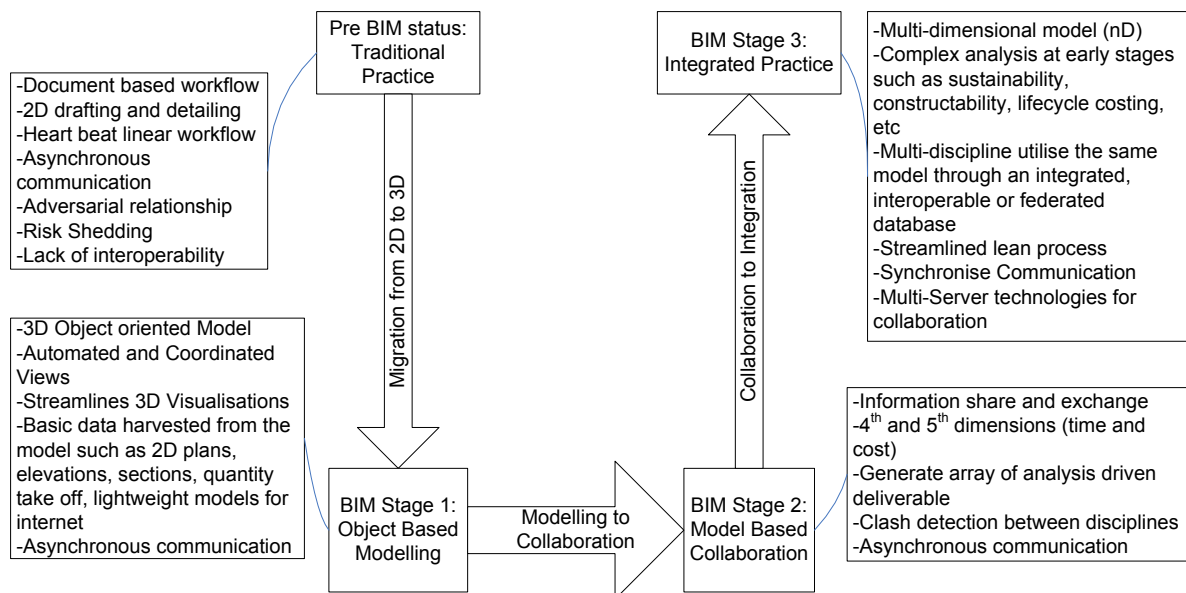 Pre BIM status:
Traditional
Practice
-Document based workflow
-2D drafting and detailing
-Heart beat linear workflow
-Asynchronous
communication
-Adversarial relationship
-Risk Shedding
-Lack of interoperability
Migration from 2D to 3D
-3D Object oriented Model
-Automated and Coordinated
Views
-Streamlines 3D Visualisations
-Basic data harvested from the
model such as 2D plans,
elevations, sections, quantity
take off, lightweight models for
internet
-Asynchronous communication
BIM Stage 1:
Object Based
Modelling
Modelling to
Collaboration
BIM Stage 2:
Model Based
Collaboration
-Information share and exchange
-4th and 5th dimensions (time and
cost)
-Generate array of analysis driven
deliverable
-Clash detection between disciplines
-Asynchronous communication
Collaboration to Integration
BIM Stage 3:
Integrated Practice
-Multi-dimensional model (nD)
-Complex analysis at early stages
such as sustainability,
constructability, lifecycle costing,
etc
-Multi-discipline utilise the same
model through an integrated,
interoperable or federated
database
-Streamlined lean process
-Synchronise Communication
-Multi-Server technologies for
collaboration